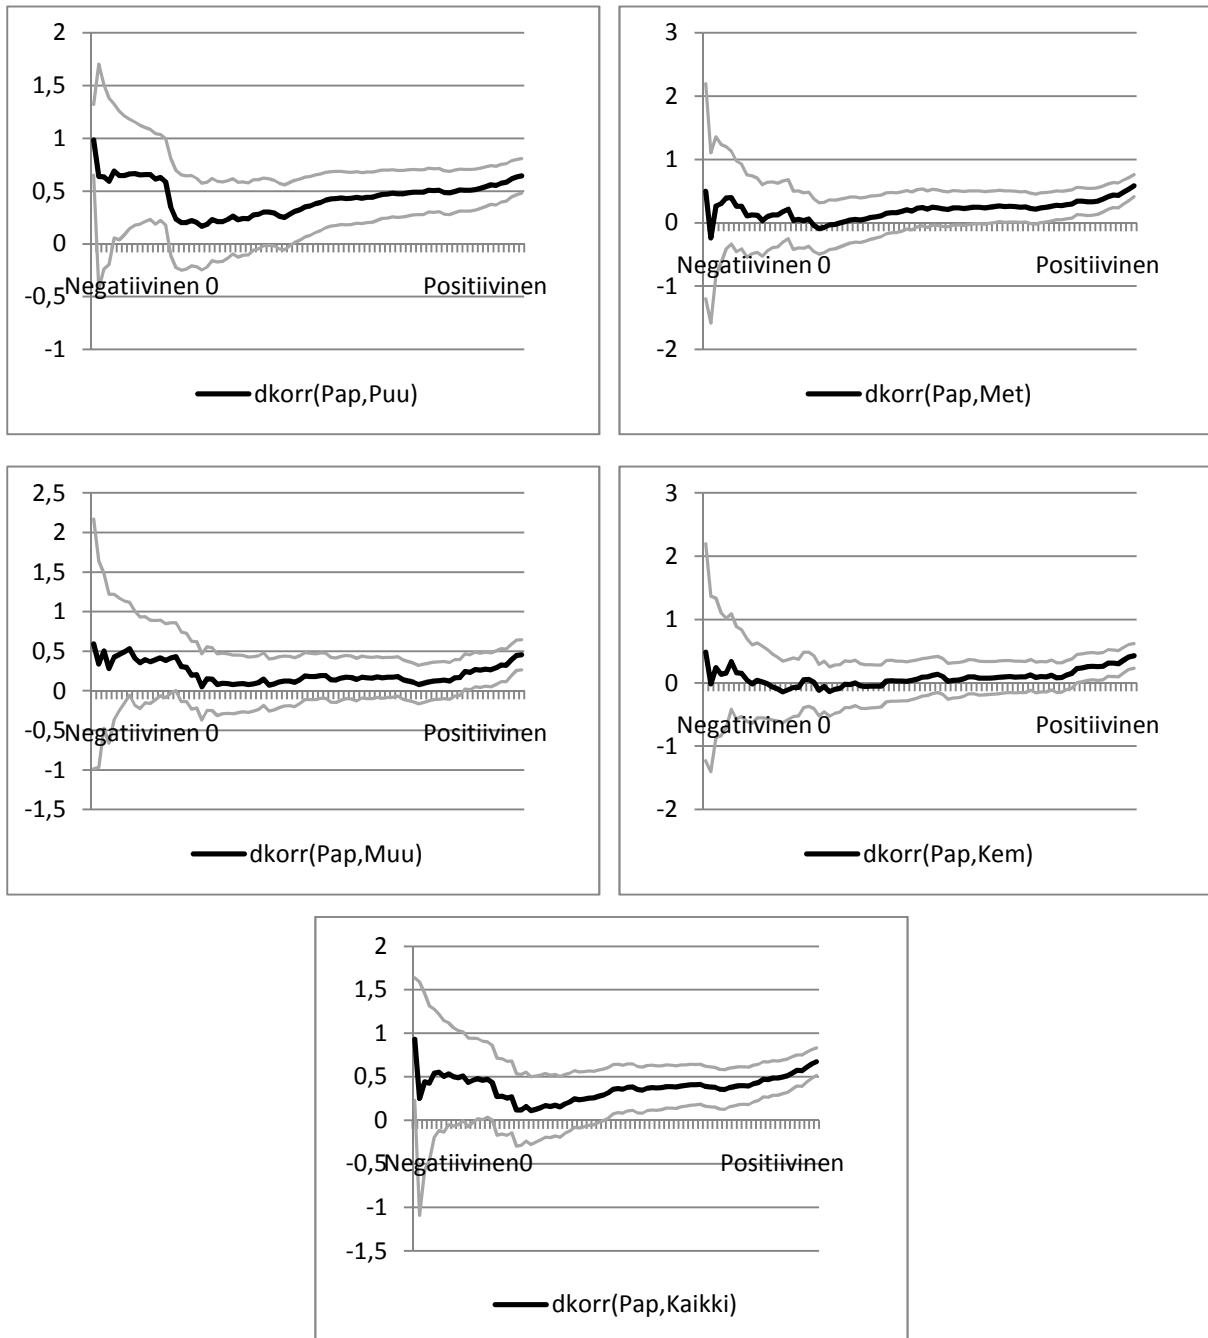 2
1,5
1
0,5
0
-0,5
-1
Negatiivinen 0
Positiivinen
dkorr(Pap,Puu)
3
2
1
0
-1
-2
Negatiivinen 0
Positiivinen
dkorr(Pap,Met)
2,5
2
1,5
1
0,5
0
-0,5
-1
-1,5
Negatiivinen 0
Positiivinen
dkorr(Pap,Muu)
3
2
1
0
-1
-2
Negatiivinen 0
Positiivinen
dkorr(Pap,Kem)
2
1,5
1
0,5
0
-0,5
-1
-1,5
Negatiivinen0
Positiivinen
dkorr(Pap,Kaikki)